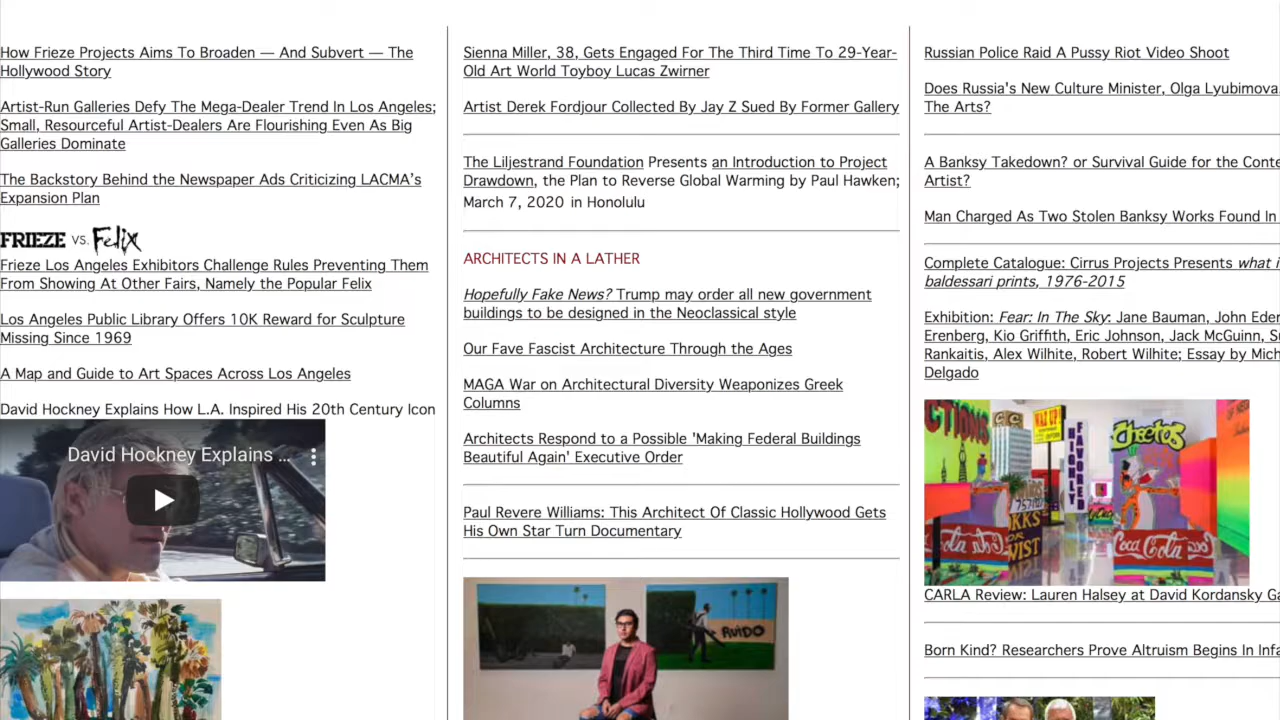 How Frieze Projects Aims To Broaden — And Subvert — The
Hollywood Story
Artist-Run Galleries Defy The Mega-Dealer Trend In Los Angeles;
Small, Resourceful Artist-Dealers Are Flourishing Even As Big
Galleries Dominate
The Backstory Behind the Newspaper Ads Criticizing LACMA's
Expansion Plan
FRIEZE VS. Felix
Frieze Los Angeles Exhibitors Challenge Rules Preventing Them
From Showing At Other Fairs, Namely the Popular Felix
Los Angeles Public Library Offers 10K Reward for Sculpture
Missing Since 1969
A Map and Guide to Art Spaces Across Los Angeles
David Hockney Explains How L.A. Inspired His 20th Century Icon
David Hockney Explains ...
Sienna Miller, 38, Gets Engaged For The Third Time To 29-Year-
Old Art World Toyboy Lucas Zwirner
Artist Derek Fordjour Collected By Jay Z Sued By Former Gallery
The Liljestrand Foundation Presents an Introduction to Project
Drawdown, the Plan to Reverse Global Warming by Paul Hawken;
March 7, 2020 in Honolulu
ARCHITECTS IN A LATHER
Hopefully Fake News? Trump may order all new government
buildings to be designed in the Neoclassical style
Our Fave Fascist Architecture Through the Ages
MAGA War on Architectural Diversity Weaponizes Greek
Columns
Architects Respond to a Possible 'Making Federal Buildings
Beautiful Again' Executive Order
Paul Revere Williams: This Architect Of Classic Hollywood Gets
His Own Star Turn Documentary
RUIDO
Russian Police Raid A Pussy Riot Video Shoot
Does Russia's New Culture Minister, Olga Lyubimova,
The Arts?
A Banksy Takedown? or Survival Guide for the Conte
Artist?
Man Charged As Two Stolen Banksy Works Found In
Complete Catalogue: Cirrus Projects Presents what i
baldessari prints, 1976-2015
Exhibition: Fear: In The Sky: Jane Bauman, John Eder
Erenberg, Kio Griffith, Eric Johnson, Jack McGuinn, S
Rankaitis, Alex Wilhite, Robert Wilhite; Essay by Mich
Delgado
CTIONS
WAZ UP!
HIGHLY
FAVORED
Cheetos
Coca Cola
CARLA Review: Lauren Halsey at David Kordansky Ga
Born Kind? Researchers Prove Altruism Begins In Infa